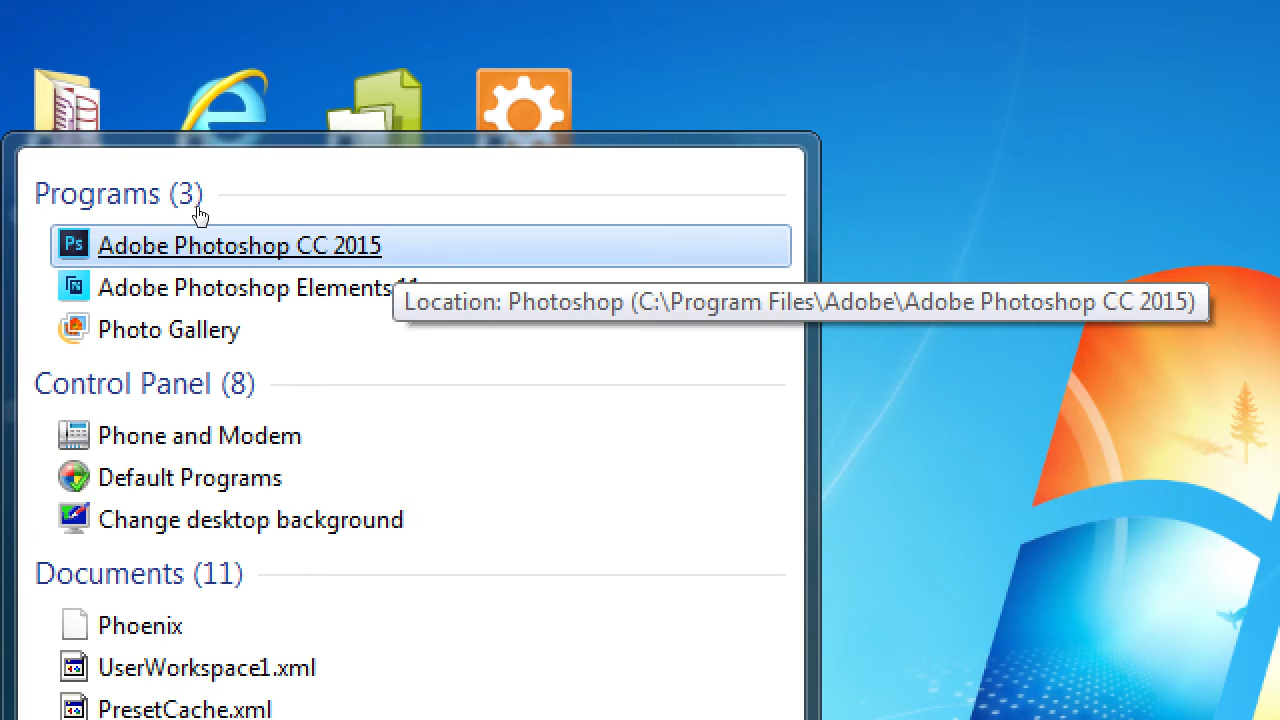 Programs (3)
Ps
Adobe Photoshop CC 2015
Adobe Photoshop Elements 11
Location: Photoshop (C:\Program Files\Adobe\Adobe Photoshop CC 2015)
Photo Gallery
Control Panel (8)
Phone and Modem
Default Programs
Change desktop background
Documents (11)
Phoenix
UserWorkspace1.xml
PresetCache.xml